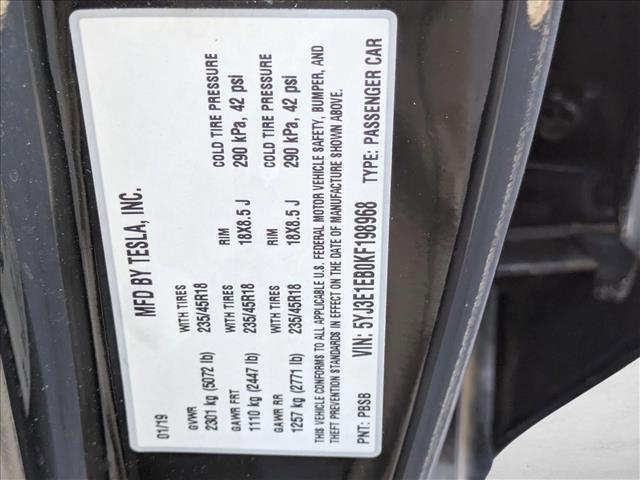 MFD BY TESLA, INC.
01/19
GVWR WITH TIRES RIM COLD TIRE PRESSURE
2301 kg (5072 lb) 235/45R18 18X8.5 J 290 kPa, 42 psi
GAWR FRT WITH TIRES RIM COLD TIRE PRESSURE
1110 kg (2447 lb) 235/45R18 18X8.5 J 290 kPa, 42 psi
GAWR RR WITH TIRES
1257 kg (2771 lb) 235/45R18
THIS VEHICLE CONFORMS TO ALL APPLICABLE U.S. FEDERAL MOTOR VEHICLE SAFETY, BUMPER, AND
THEFT PREVENTION STANDARDS IN EFFECT ON THE DATE OF MANUFACTURE SHOWN ABOVE.
PNT: PBSB VIN: 5YJ3E1EB0KF198968 TYPE: PASSENGER CAR